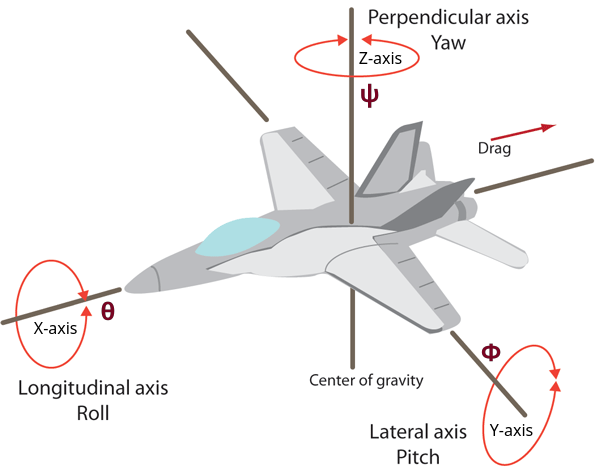 Perpendicular axis
Yaw
Z-axis
ψ
Drag
X-axis
θ
Longitudinal axis
Roll
Center of gravity
Φ
Y-axis
Lateral axis
Pitch